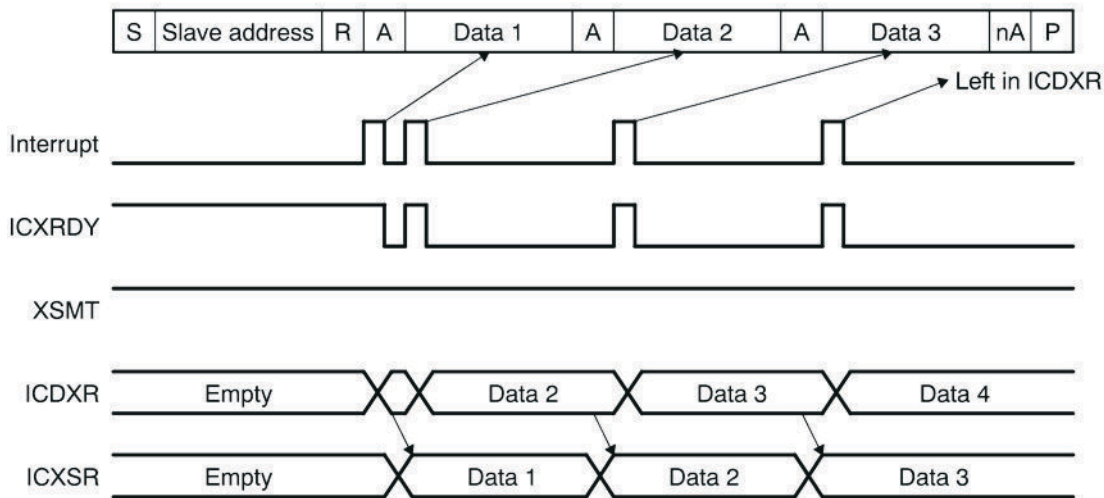 S Slave address R A Data 1 A Data 2 A Data 3 nA P
Left in ICDXR
Interrupt
ICXRDY
XSMT
ICDXR Empty Data 2 Data 3 Data 4
ICXSR Empty Data 1 Data 2 Data 3